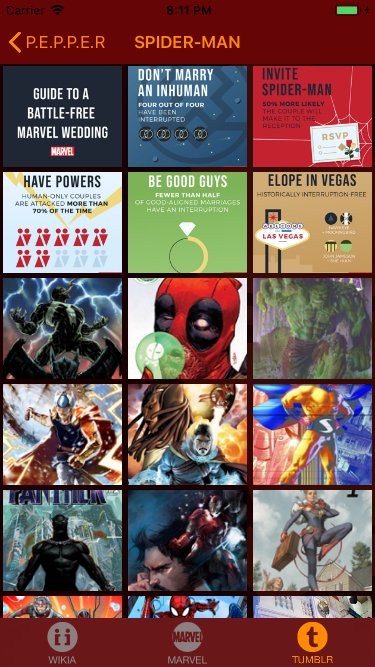 Carrier
8:11 PM
P.E.P.P.E.R
SPIDER-MAN
GUIDE TO A
BATTLE-FREE
MARVEL WEDDING
MARVEL
DON'T MARRY
AN INHUMAN
FOUR OUT OF FOUR
HAVE BEEN
INTERRUPTED
INVITE
SPIDER-MAN
50% MORE LIKELY
THE COUPLE WILL
MAKE IT TO THE
RECEPTION
RSVP
HAVE POWERS
HUMAN-ONLY COUPLES
ARE ATTACKED MORE THAN
70% OF THE TIME
BE GOOD GUYS
FEWER THAN HALF
OF GOOD-ALIGNED MARRIAGES
HAVE AN INTERRUPTION
ELOPE IN VEGAS
HISTORICALLY INTERRUPTION-FREE
LAS VEGAS
PANTHER
WIKIA
MARVEL
MARVEL
t
TUMBLR